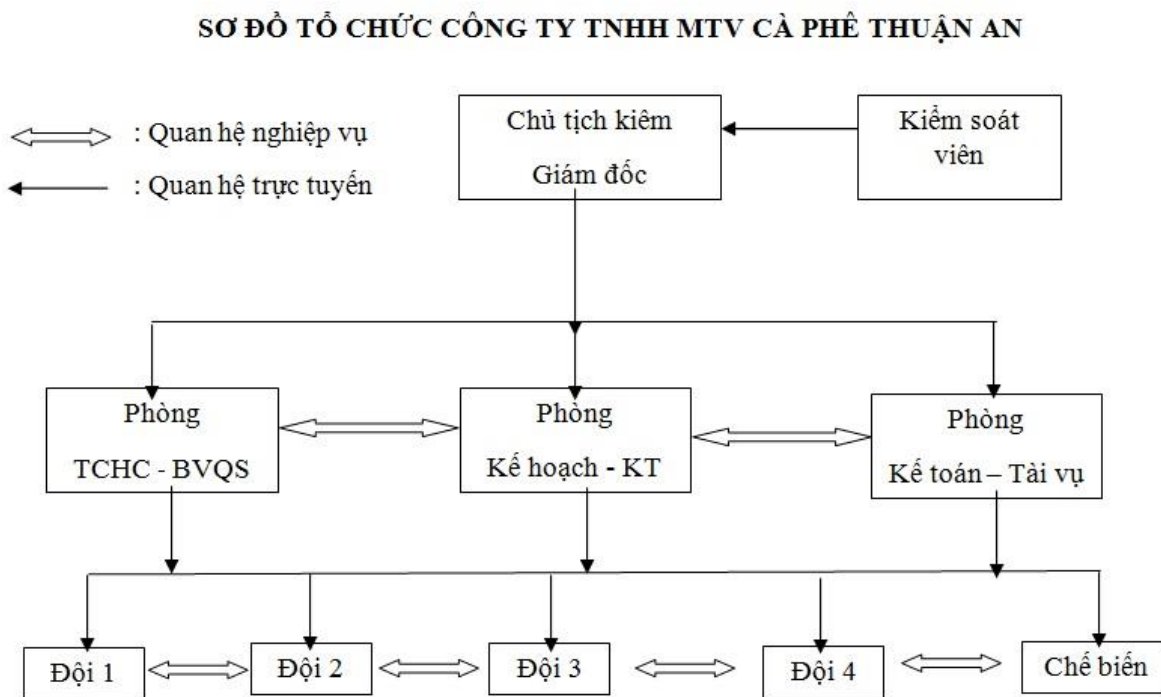 SƠ ĐỒ TỔ CHỨC CÔNG TY TNHH MTV CÀ PHÊ THUẬN AN
: Quan hệ nghiệp vụ
: Quan hệ trực tuyến
Chủ tịch kiêm
Giám đốc
Kiểm soát
viên
Phòng
TCHC - BVQS
Phòng
Kế hoạch - KT
Phòng
Kế toán – Tài vụ
Đội 1
Đội 2
Đội 3
Đội 4
Chế biến